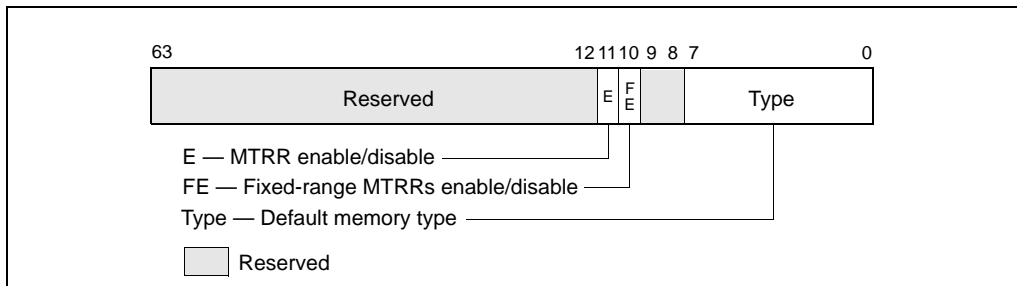 63 12 11 10 9 8 7 0
Reserved E FE Type
E — MTRR enable/disable
FE — Fixed-range MTRRs enable/disable
Type — Default memory type
Reserved